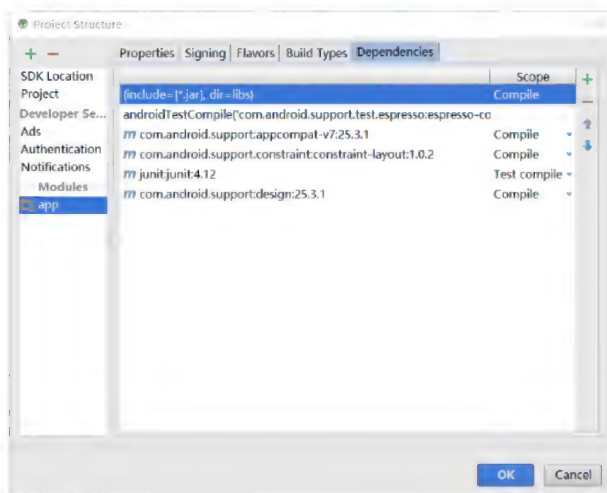 Project Structure
+ −
Properties Signing Flavors Build Types Dependencies
SDK Location
Project
Developer Se...
Ads
Authentication
Notifications
Modules
app
Scope
{include=[*.jar], dir=libs} Compile
androidTestCompile('com.android.support.test.espresso:espresso-co
m com.android.support:appcompat-v7:25.3.1 Compile
m com.android.support.constraint:constraint-layout:1.0.2 Compile
m junit:junit:4.12 Test compile
m com.android.support:design:25.3.1 Compile
OK Cancel